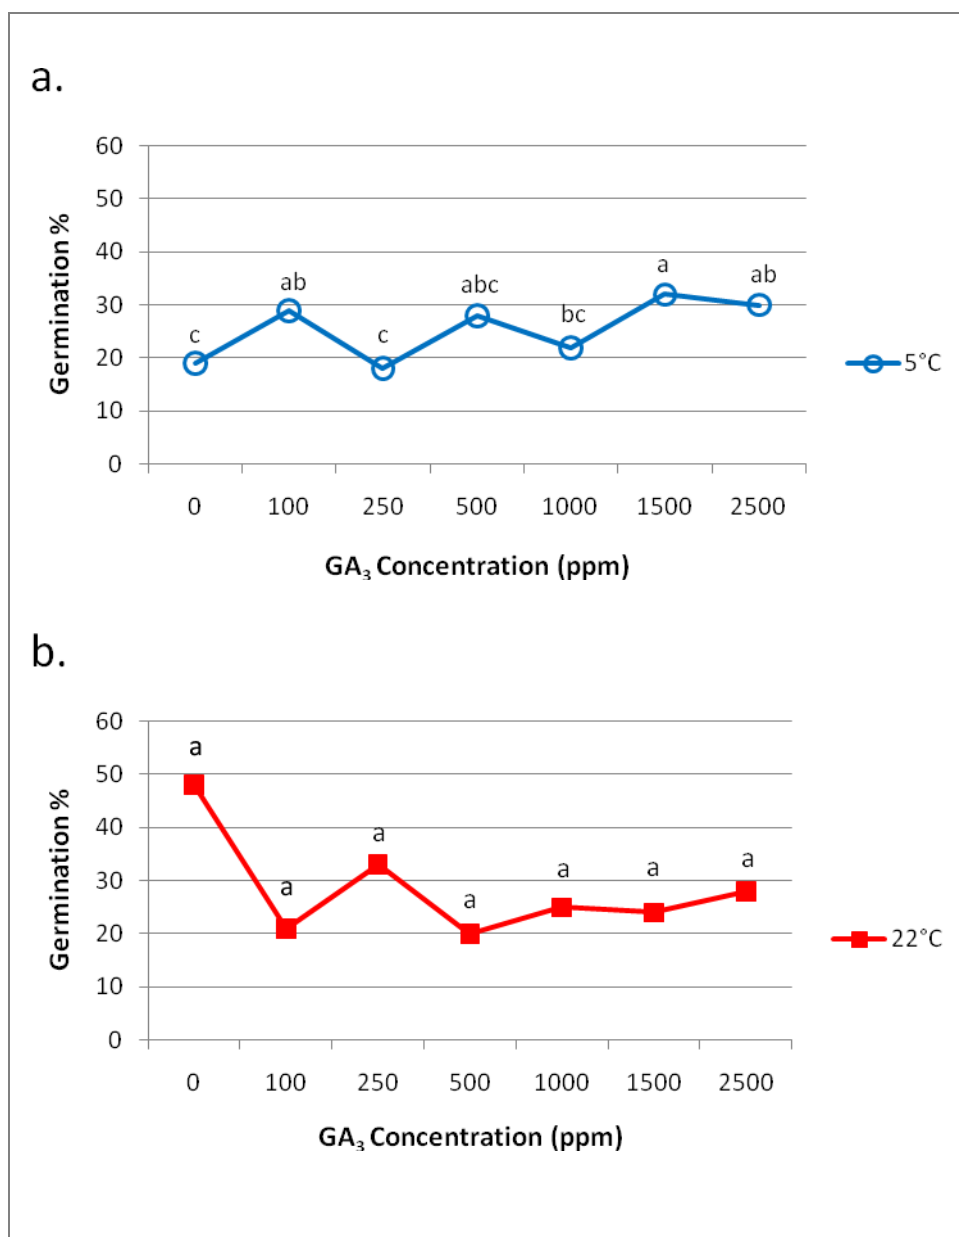 a.
60
50
40
30
20
10
0
Germination %
c
ab
c
abc
bc
a
ab
5°C
0 100 250 500 1000 1500 2500
GA₃ Concentration (ppm)
b.
60
50
40
30
20
10
0
Germination %
a
a
a
a
a
a
a
22°C
0 100 250 500 1000 1500 2500
GA₃ Concentration (ppm)